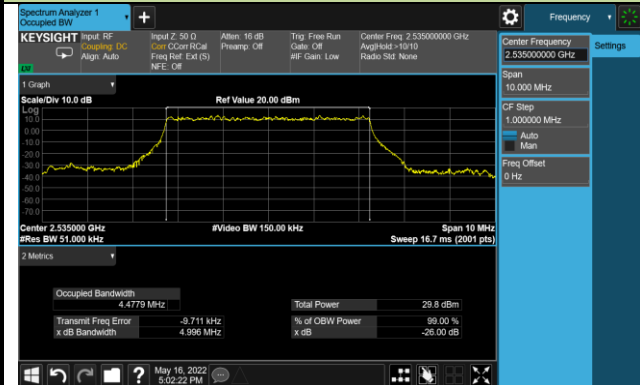 Spectrum Analyzer 1
Occupied BW
Frequency
KEYSIGHT
Input: RF
Coupling: DC
Align: Auto
Input Z: 50 Ω
Corr CCorr RCal
Freq Ref: Ext (S)
NFE: Off
Atten: 16 dB
Preamp: Off
Trig: Free Run
Gate: Off
#IF Gain: Low
Center Freq: 2.535000000 GHz
Avg|Hold:>10/10
Radio Std: None
Center Frequency
2.535000000 GHz
Settings
Span
10.000 MHz
CF Step
1.000000 MHz
Auto
Man
Freq Offset
0 Hz
1 Graph
Scale/Div 10.0 dB
Ref Value 20.00 dBm
Log
10.0
0.00
-10.0
-20.0
-30.0
-40.0
-50.0
-60.0
-70.0
Center 2.535000 GHz
#Video BW 150.00 kHz
Span 10 MHz
#Res BW 51.000 kHz
Sweep 16.7 ms (2001 pts)
2 Metrics
Occupied Bandwidth
4.4779 MHz
Total Power
29.8 dBm
Transmit Freq Error
-9.711 kHz
% of OBW Power
99.00 %
x dB Bandwidth
4.996 MHz
x dB
-26.00 dB
?
May 16, 2022
5:02:22 PM